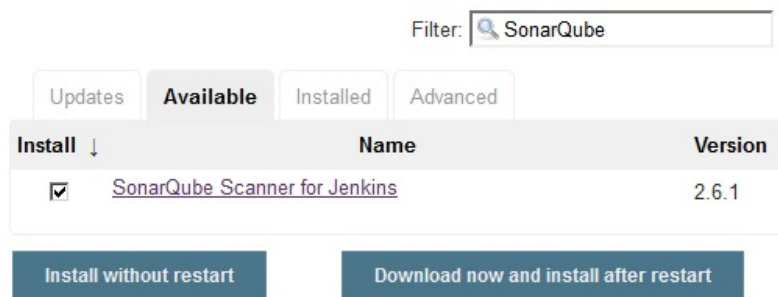 Filter: SonarQube
Updates Available Installed Advanced
Install ↓ Name Version
SonarQube Scanner for Jenkins 2.6.1
Install without restart Download now and install after restart